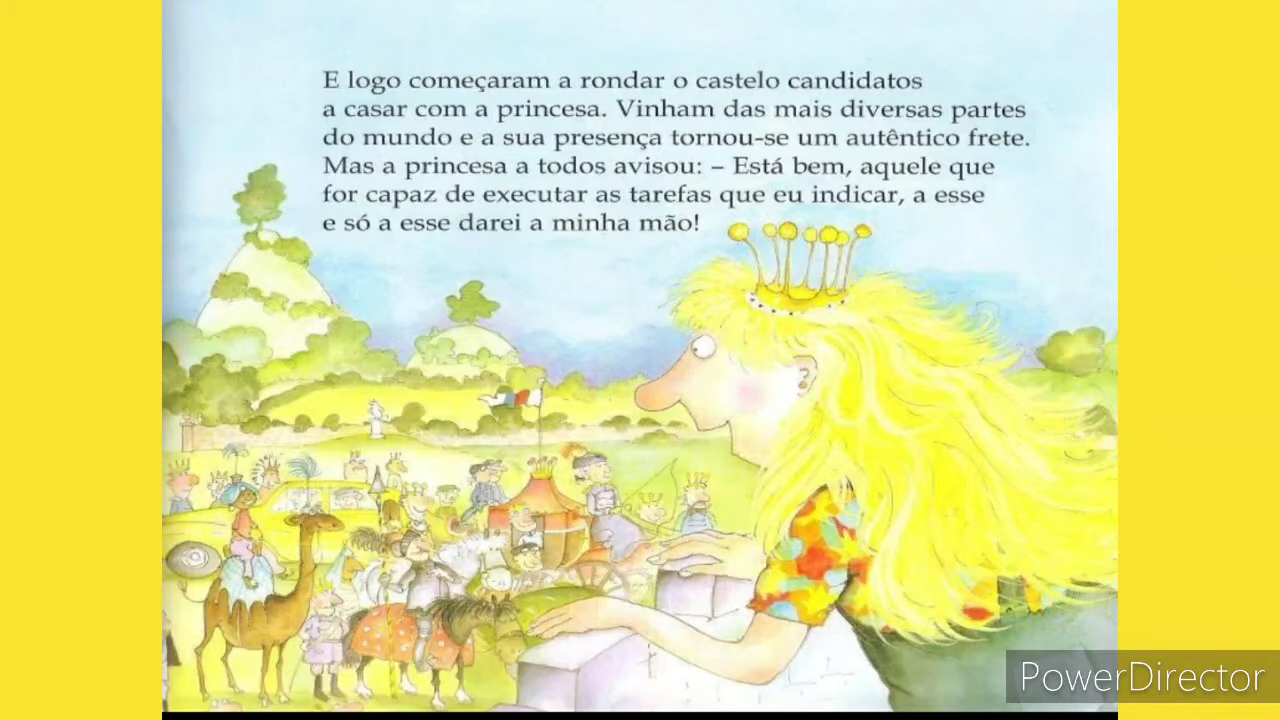 E logo começaram a rondar o castelo candidatos
a casar com a princesa. Vinham das mais diversas partes
do mundo e a sua presença tornou-se um autêntico frete.
Mas a princesa a todos avisou: – Está bem, aquele que
for capaz de executar as tarefas que eu indicar, a esse
e só a esse darei a minha mão!
PowerDirector